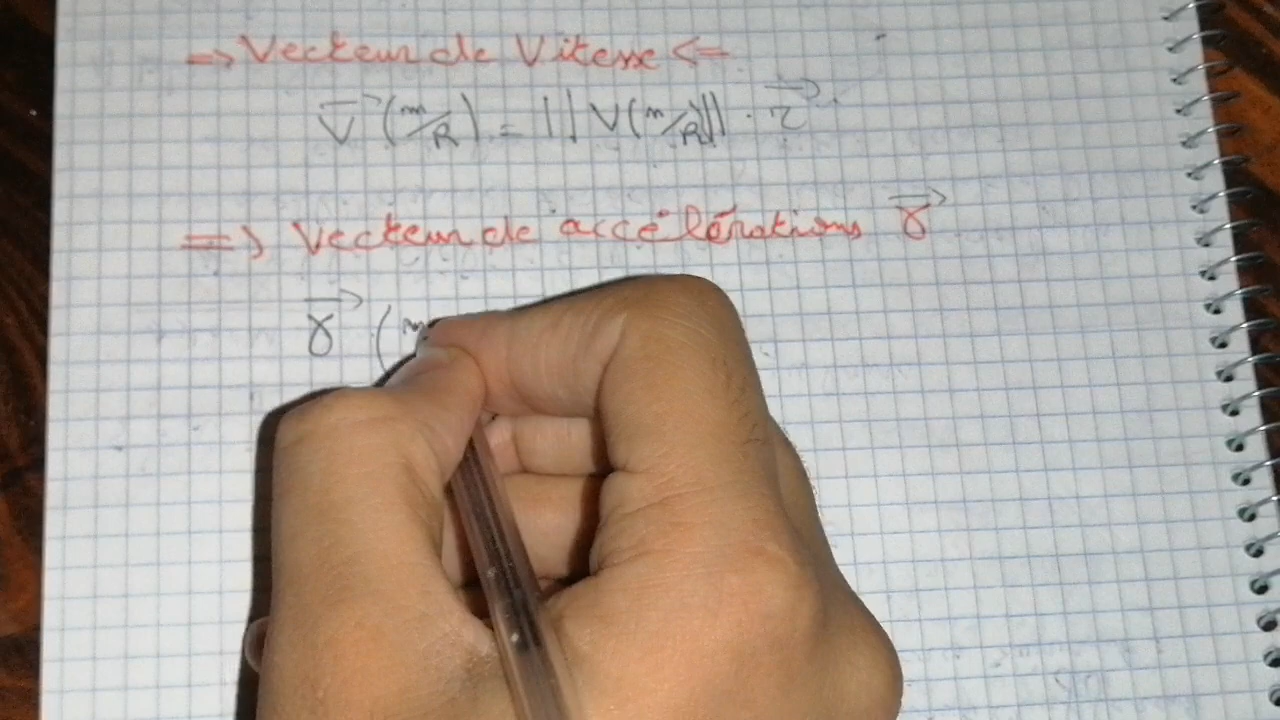 => Vecteur de Vitesse <=
V⃗ (m/R) = ||V(m/R)|| . τ⃗
=> Vecteur de accélérations γ⃗
γ⃗ (m